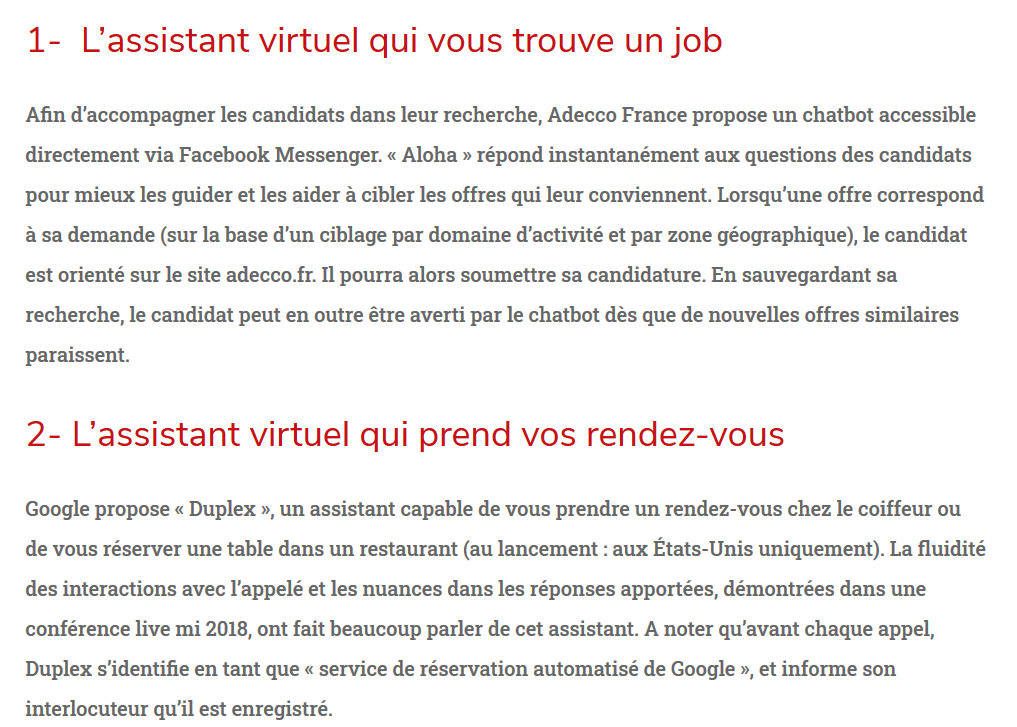 1-  L’assistant virtuel qui vous trouve un job
Afin d’accompagner les candidats dans leur recherche, Adecco France propose un chatbot accessible
directement via Facebook Messenger. « Aloha » répond instantanément aux questions des candidats
pour mieux les guider et les aider à cibler les offres qui leur conviennent. Lorsqu’une offre correspond
à sa demande (sur la base d’un ciblage par domaine d’activité et par zone géographique), le candidat
est orienté sur le site adecco.fr. Il pourra alors soumettre sa candidature. En sauvegardant sa
recherche, le candidat peut en outre être averti par le chatbot dès que de nouvelles offres similaires
paraissent.
2- L’assistant virtuel qui prend vos rendez-vous
Google propose « Duplex », un assistant capable de vous prendre un rendez-vous chez le coiffeur ou
de vous réserver une table dans un restaurant (au lancement : aux États-Unis uniquement). La fluidité
des interactions avec l’appelé et les nuances dans les réponses apportées, démontrées dans une
conférence live mi 2018, ont fait beaucoup parler de cet assistant. A noter qu’avant chaque appel,
Duplex s’identifie en tant que « service de réservation automatisé de Google », et informe son
interlocuteur qu’il est enregistré.